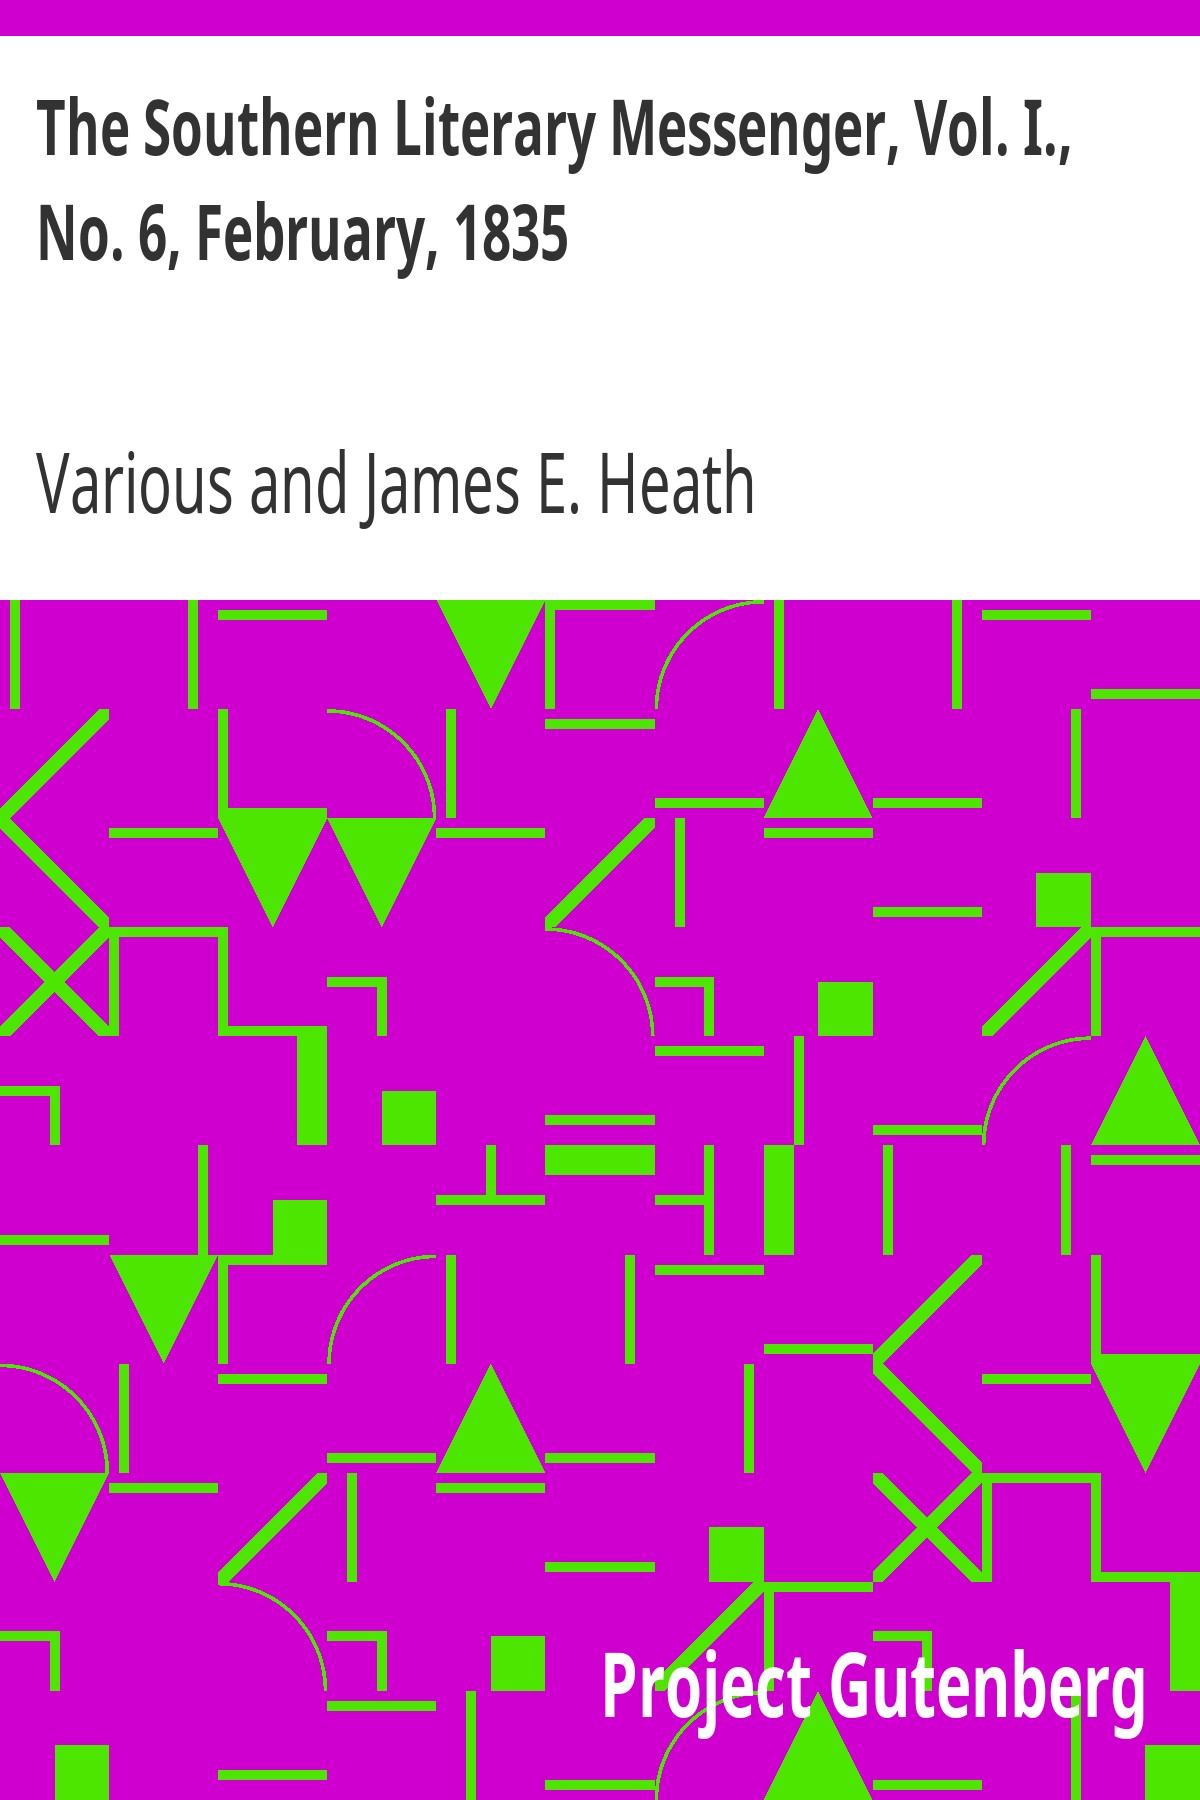 The Southern Literary Messenger, Vol. I.,
No. 6, February, 1835
Various and James E. Heath
Project Gutenberg